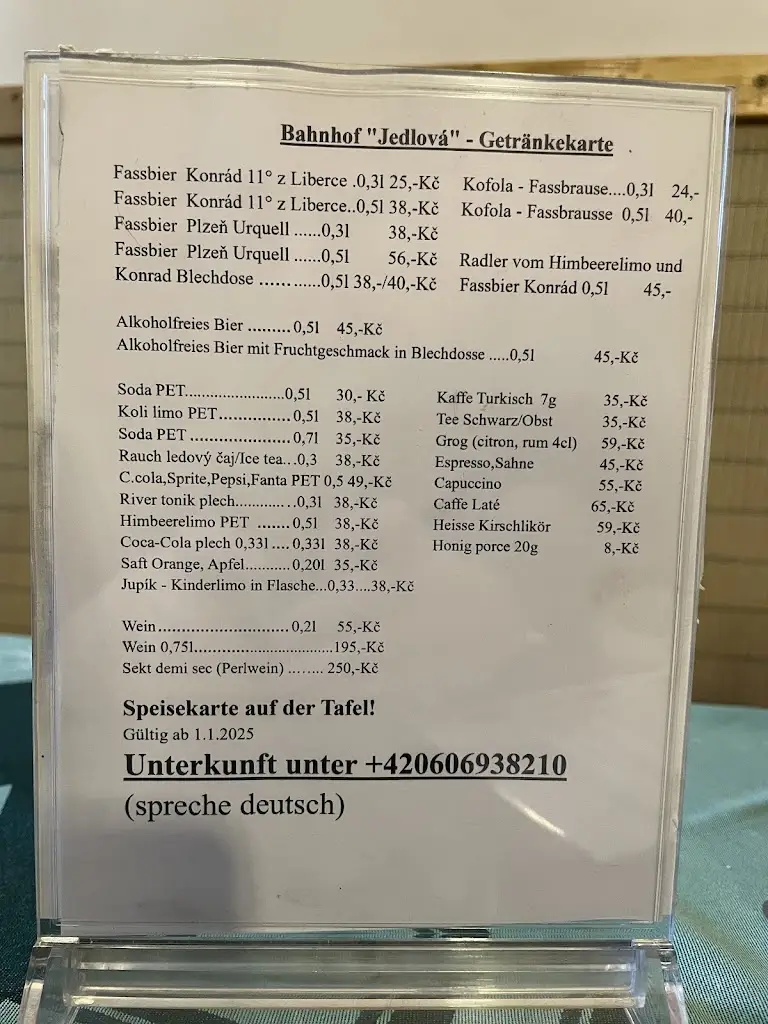 Bahnhof "Jedlová" - Getränkekarte
Fassbier Konrád 11° z Liberce .0,3l 25,-Kč
Fassbier Konrád 11° z Liberce..0,5l 38,-Kč
Fassbier Plzeň Urquell ......0,3l 38,-Kč
Fassbier Plzeň Urquell ......0,5l 56,-Kč
Konrad Blechdose ............0,5l 38,-/40,-Kč
Kofola - Fassbrause....0,3l 24,-
Kofola - Fassbrausse 0,5l 40,-
Radler vom Himbeerelimo und
Fassbier Konrád 0,5l 45,-
Alkoholfreies Bier .........0,5l 45,-Kč
Alkoholfreies Bier mit Fruchtgeschmack in Blechdosse .....0,5l 45,-Kč
Soda PET.......................0,5l 30,- Kč
Koli limo PET................0,5l 38,-Kč
Soda PET ......................0,7l 35,-Kč
Rauch ledový čaj/Ice tea...0,3 38,-Kč
C.cola,Sprite,Pepsi,Fanta PET 0,5 49,-Kč
River tonik plech..............0,3l 38,-Kč
Himbeerelimo PET .......0,5l 38,-Kč
Coca-Cola plech 0,33l ....0,33l 38,-Kč
Saft Orange, Apfel...........0,20l 35,-Kč
Jupík - Kinderlimo in Flasche...0,33....38,-Kč
Kaffe Turkisch 7g 35,-Kč
Tee Schwarz/Obst 35,-Kč
Grog (citron, rum 4cl) 59,-Kč
Espresso,Sahne 45,-Kč
Capuccino 55,-Kč
Caffe Laté 65,-Kč
Heisse Kirschlikör 59,-Kč
Honig porce 20g 8,-Kč
Wein.............................0,2l 55,-Kč
Wein 0,75l..................................195,-Kč
Sekt demi sec (Perlwein) ........ 250,-Kč
Speisekarte auf der Tafel!
Gültig ab 1.1.2025
Unterkunft unter +420606938210
(spreche deutsch)